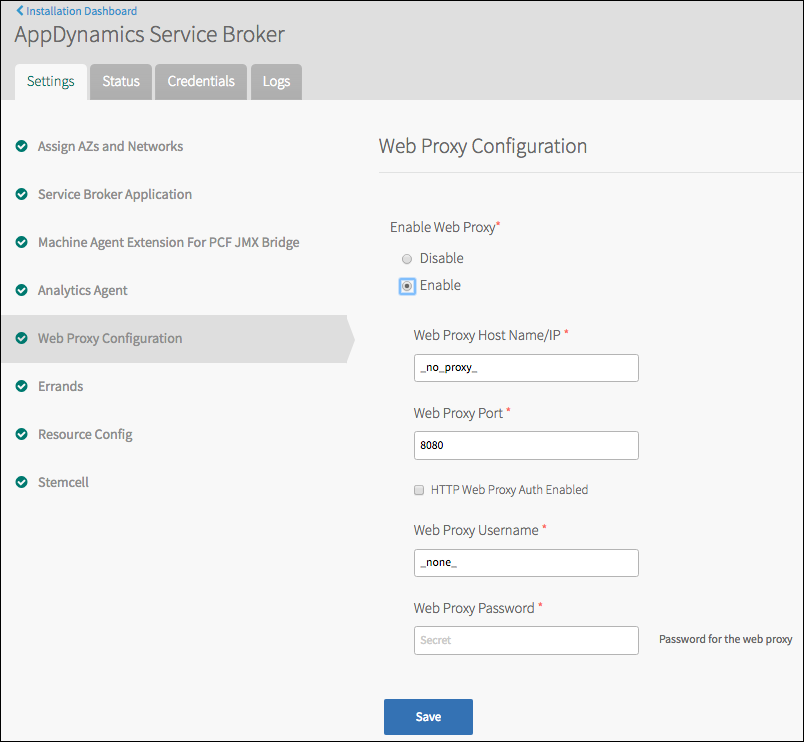 Installation Dashboard
AppDynamics Service Broker
Settings
Status
Credentials
Logs
Assign AZs and Networks
Service Broker Application
Machine Agent Extension For PCF JMX Bridge
Analytics Agent
Web Proxy Configuration
Errands
Resource Config
Stemcell
Web Proxy Configuration
Enable Web Proxy*
Disable
Enable
Web Proxy Host Name/IP *
_no_proxy_
Web Proxy Port *
8080
HTTP Web Proxy Auth Enabled
Web Proxy Username *
_none_
Web Proxy Password *
Secret
Password for the web proxy
Save